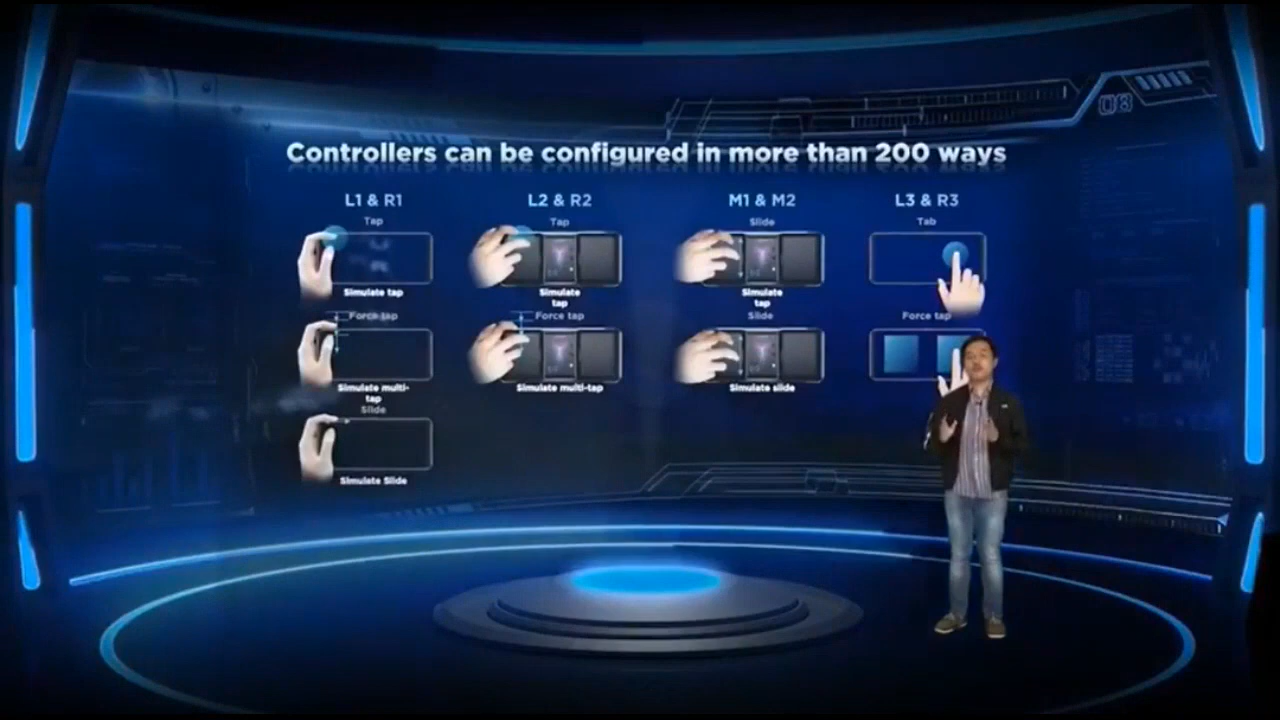 03
Controllers can be configured in more than 200 ways
L1 & R1
L2 & R2
M1 & M2
L3 & R3
Tap
Tap
Slide
Tab
Simulate tap
Simulate
tap
Simulate
tap
Force tap
Force tap
Slide
Force tap
Simulate multi-
tap
Simulate multi-tap
Simulate slide
Slide
Simulate Slide